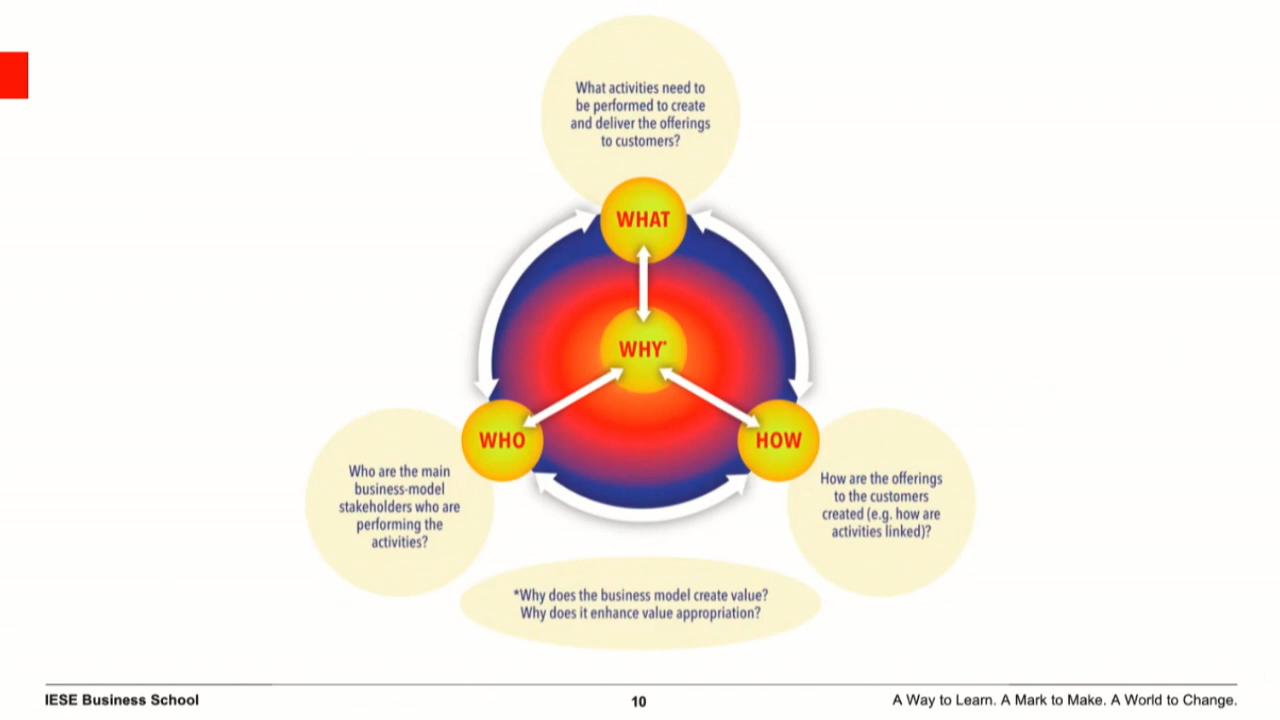 What activities need to
be performed to create
and deliver the offerings
to customers?
WHAT
WHY*
WHO
HOW
Who are the main
business-model
stakeholders who are
performing the
activities?
How are the offerings
to the customers
created (e.g. how are
activities linked)?
*Why does the business model create value?
Why does it enhance value appropriation?
IESE Business School
10
A Way to Learn. A Mark to Make. A World to Change.